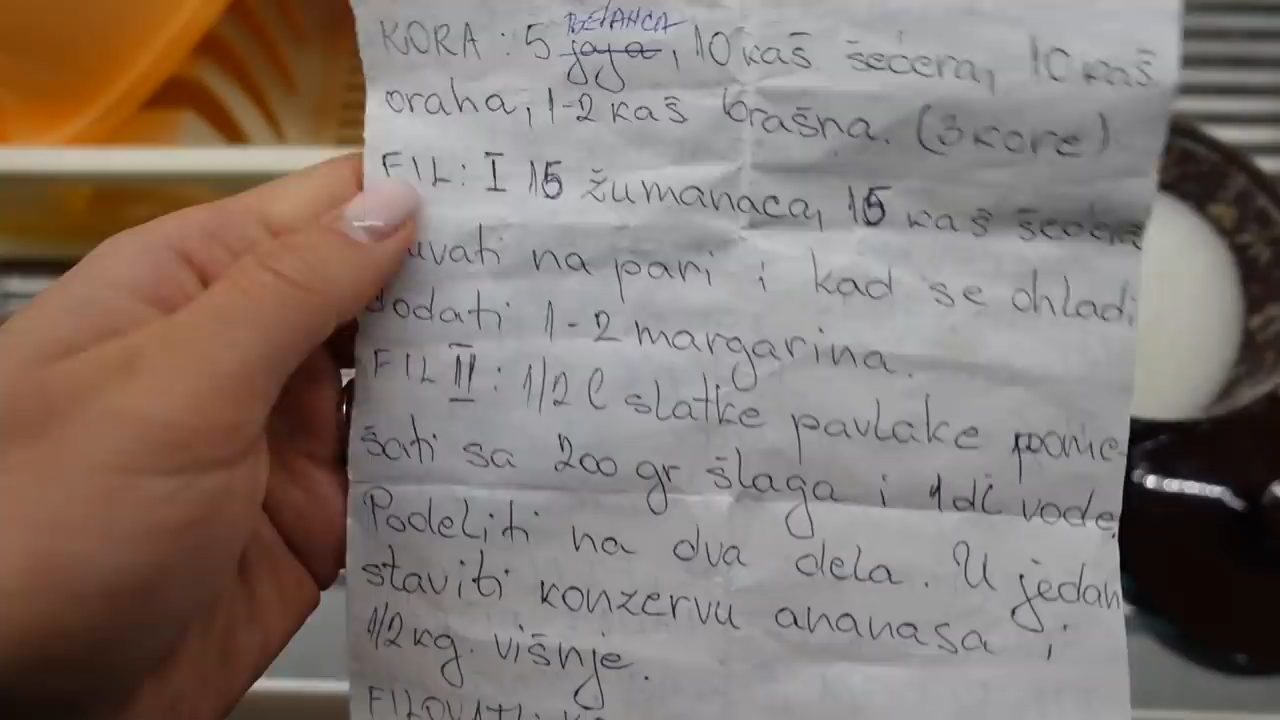 BELANCA
KORA : 5 jaja, 10 kaš šećera, 10 kaš
oraha, 1-2 kaš brašna. (3 kore)
FIL: I 15 žumanaca, 15 kaš šećera
uvati na pari i kad se ohladi
dodati 1-2 margarina.
FIL II : 1/2 l slatke pavlake pome-
šati sa 200 gr šlaga i 1 dc vode.
Podeliti na dva dela. U jedan
staviti konzervu ananasa i
1/2 kg. višnje.
FILOVATI: